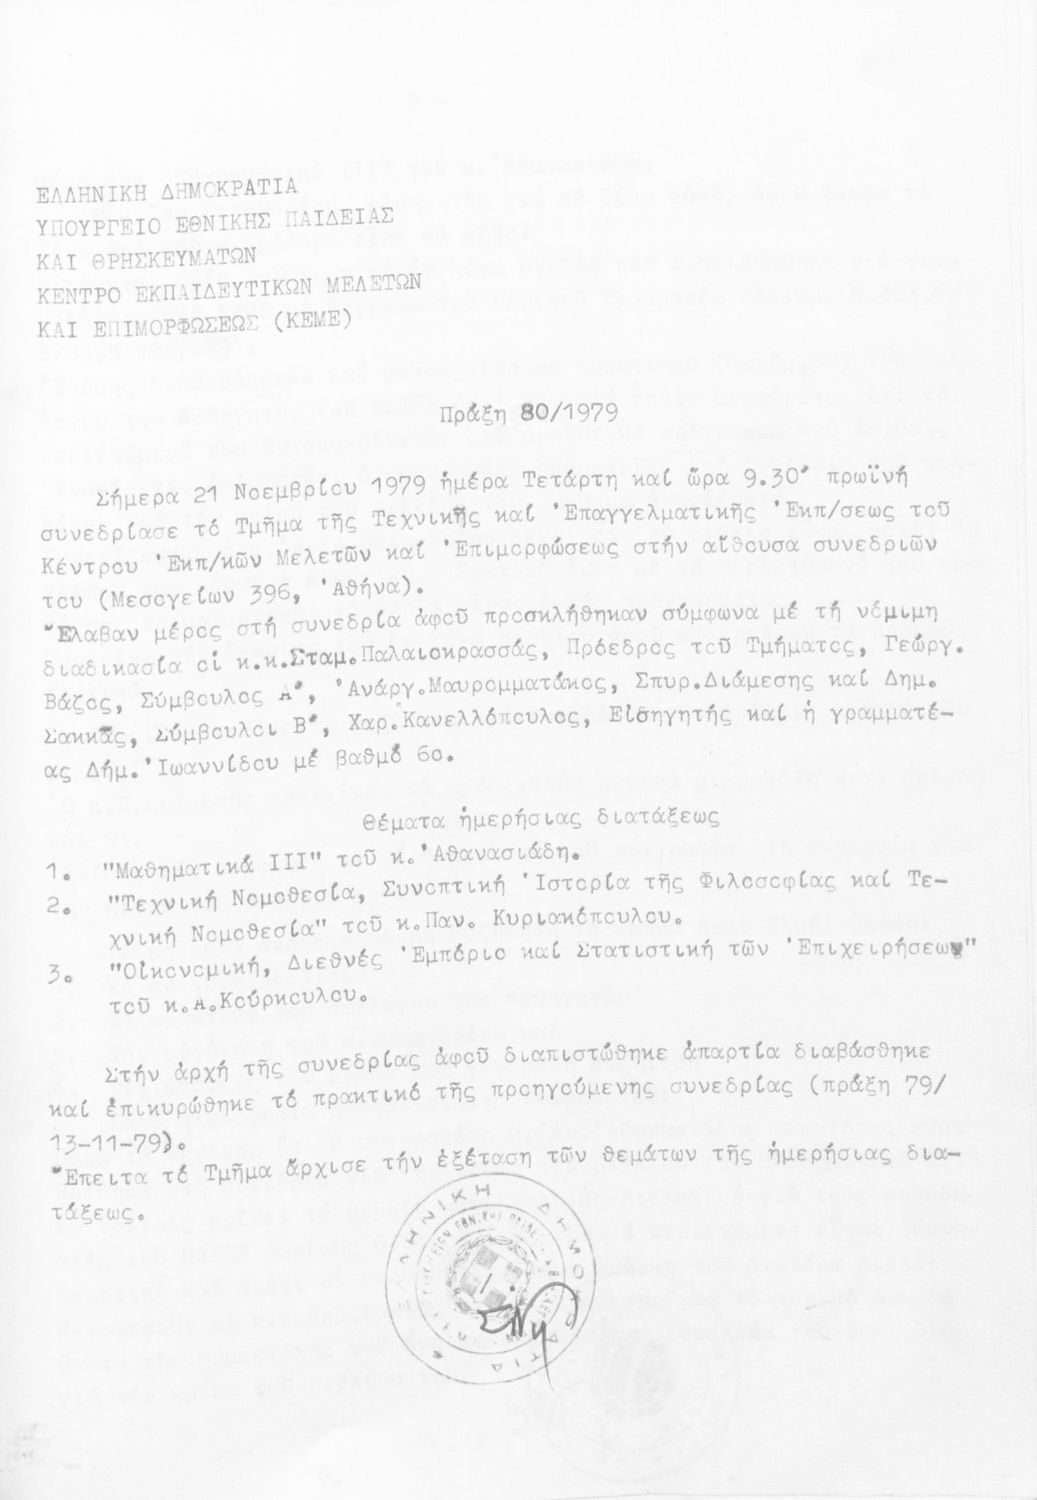 ΕΛΛΗΝΙΚΗ ΔΗΜΟΚΡΑΤΙΑ
ΥΠΟΥΡΓΕΙΟ ΕΘΝΙΚΗΣ ΠΑΙΔΕΙΑΣ
ΚΑΙ ΘΡΗΣΚΕΥΜΑΤΩΝ
ΚΕΝΤΡΟ ΕΚΠΑΙΔΕΥΤΙΚΩΝ ΜΕΛΕΤΩΝ
ΚΑΙ ΕΠΙΜΟΡΦΩΣΕΩΣ (ΚΕΜΕ)
Πράξη 80/1979
Σήμερα 21 Νοεμβρίου 1979 ἡμέρα Τετάρτη καί ὥρα 9.30' πρωϊνή
συνεδρίασε τό Τμῆμα τῆς Τεχνικῆς καί Ἐπαγγελματικῆς Ἐκπ/σεως τοῦ
Κέντρου Ἐκπ/κῶν Μελετῶν καί Ἐπιμορφώσεως στήν αἴθουσα συνεδριῶν
του (Μεσογείων 396, Ἀθήνα).
Ἔλαβαν μέρος στή συνεδρία ἀφοῦ προσκλήθηκαν σύμφωνα μέ τή νόμιμη
διαδικασία οἱ κ.κ.Σταμ.Παλαιοκρασσάς, Πρόεδρος τοῦ Τμήματος, Γεώργ.
Βάζος, Σύμβουλος Α', Ἀνάργ.Μαυρομματάκος, Σπυρ.Διάμεσης καί Δημ.
Σακκᾶς, Σύμβουλοι Β', Χαρ.Κανελλόπουλος, Εἰσηγητής καί ἡ γραμματέ-
ας Δήμ.Ἰωαννίδου μέ βαθμό 6ο.
Θέματα ἡμερήσιας διατάξεως
1. "Μαθηματικά ΙΙΙ" τοῦ κ.Ἀθανασιάδη.
2. "Τεχνική Νομοθεσία, Συνοπτική Ἱστορία τῆς Φιλοσοφίας καί Τε-
χνική Νομοθεσία" τοῦ κ.Παν. Κυριακόπουλου.
3. "Οἰκονομική, Διεθνές Ἐμπόριο καί Στατιστική τῶν Ἐπιχειρήσεων"
τοῦ κ.Α.Κούρκουλου.
Στήν ἀρχή τῆς συνεδρίας ἀφοῦ διαπιστώθηκε ἀπαρτία διαβάσθηκε
καί ἐπικυρώθηκε τό πρακτικό τῆς προηγούμενης συνεδρίας (πράξη 79/
13-11-79).
Ἔπειτα τό Τμῆμα ἄρχισε τήν ἐξέταση τῶν θεμάτων τῆς ἡμερήσιας δια-
τάξεως.
ΕΛΛΗΝΙΚΗ ΔΗΜΟΚΡΑΤΙΑ